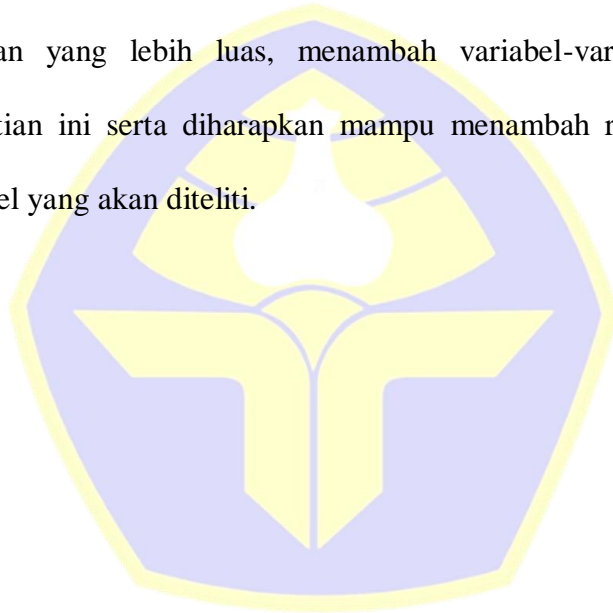 an yang lebih luas, menambah variabel-var
tian ini serta diharapkan mampu menambah r
el yang akan diteliti.